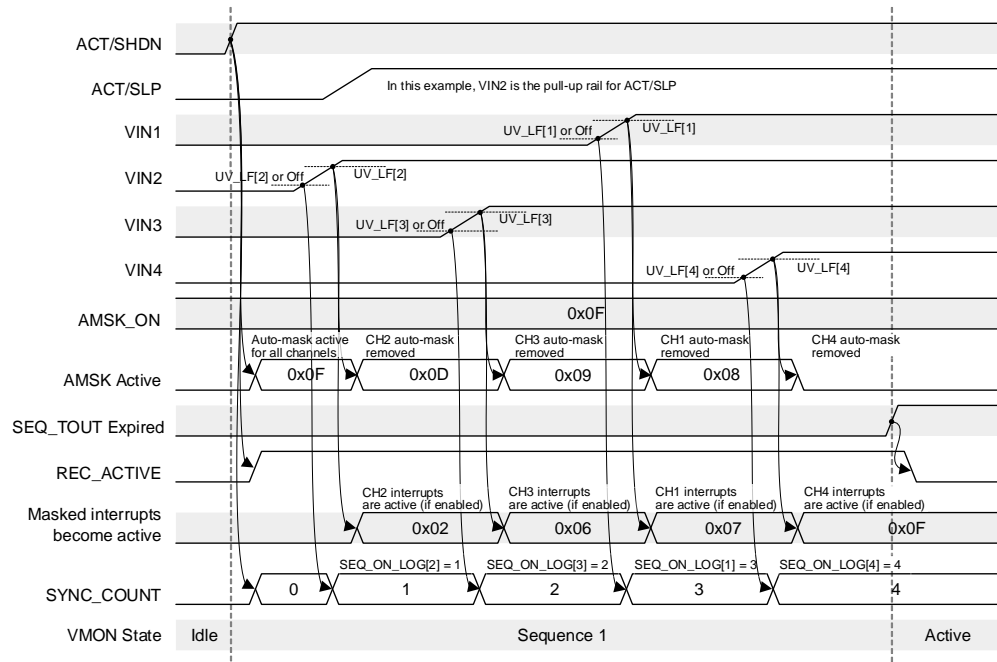 ACT/SHDN
ACT/SLP
In this example, VIN2 is the pull-up rail for ACT/SLP
VIN1
UV_LF[1] or Off
UV_LF[1]
VIN2
UV_LF[2] or Off
UV_LF[2]
VIN3
UV_LF[3] or Off
UV_LF[3]
VIN4
UV_LF[4] or Off
UV_LF[4]
AMSK_ON
0x0F
Auto-mask active
for all channels
CH2 auto-mask
removed
CH3 auto-mask
removed
CH1 auto-mask
removed
CH4 auto-mask
removed
AMSK Active
0x0F
0x0D
0x09
0x08
SEQ_TOUT Expired
REC_ACTIVE
CH2 interrupts
are active (if enabled)
CH3 interrupts
are active (if enabled)
CH1 interrupts
are active (if enabled)
CH4 interrupts
are active (if enabled)
Masked interrupts
become active
0x02
0x06
0x07
0x0F
SEQ_ON_LOG[2] = 1
SEQ_ON_LOG[3] = 2
SEQ_ON_LOG[1] = 3
SEQ_ON_LOG[4] = 4
SYNC_COUNT
0
1
2
3
4
VMON State
Idle
Sequence 1
Active